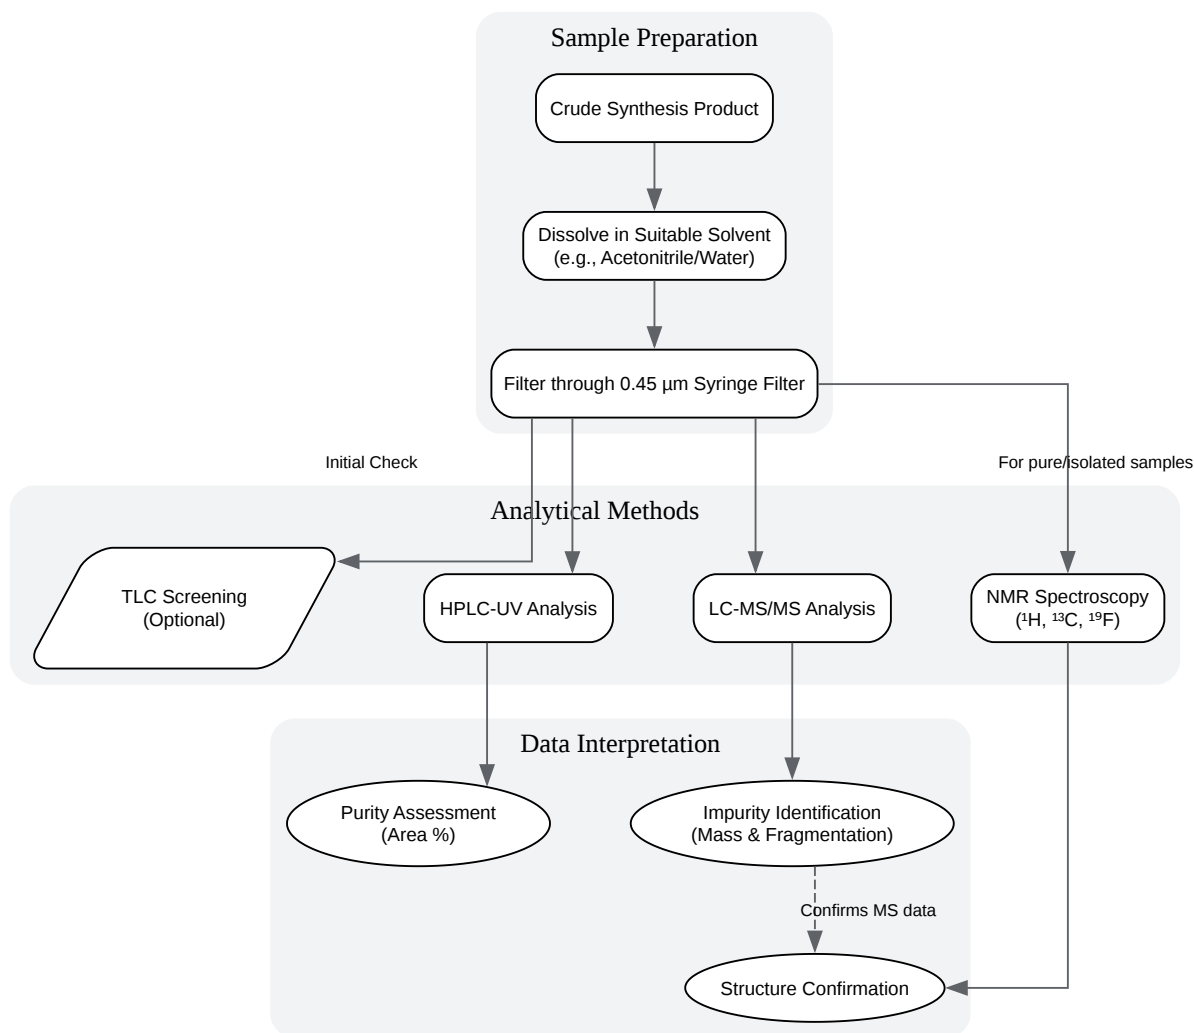 Sample Preparation
Crude Synthesis Product
Dissolve in Suitable Solvent
(e.g., Acetonitrile/Water)
Filter through 0.45 µm Syringe Filter
Initial Check
For pure/isolated samples
Analytical Methods
TLC Screening
(Optional)
HPLC-UV Analysis
LC-MS/MS Analysis
NMR Spectroscopy
(¹H, ¹³C, ¹⁹F)
Data Interpretation
Purity Assessment
(Area %)
Impurity Identification
(Mass & Fragmentation)
Confirms MS data
Structure Confirmation